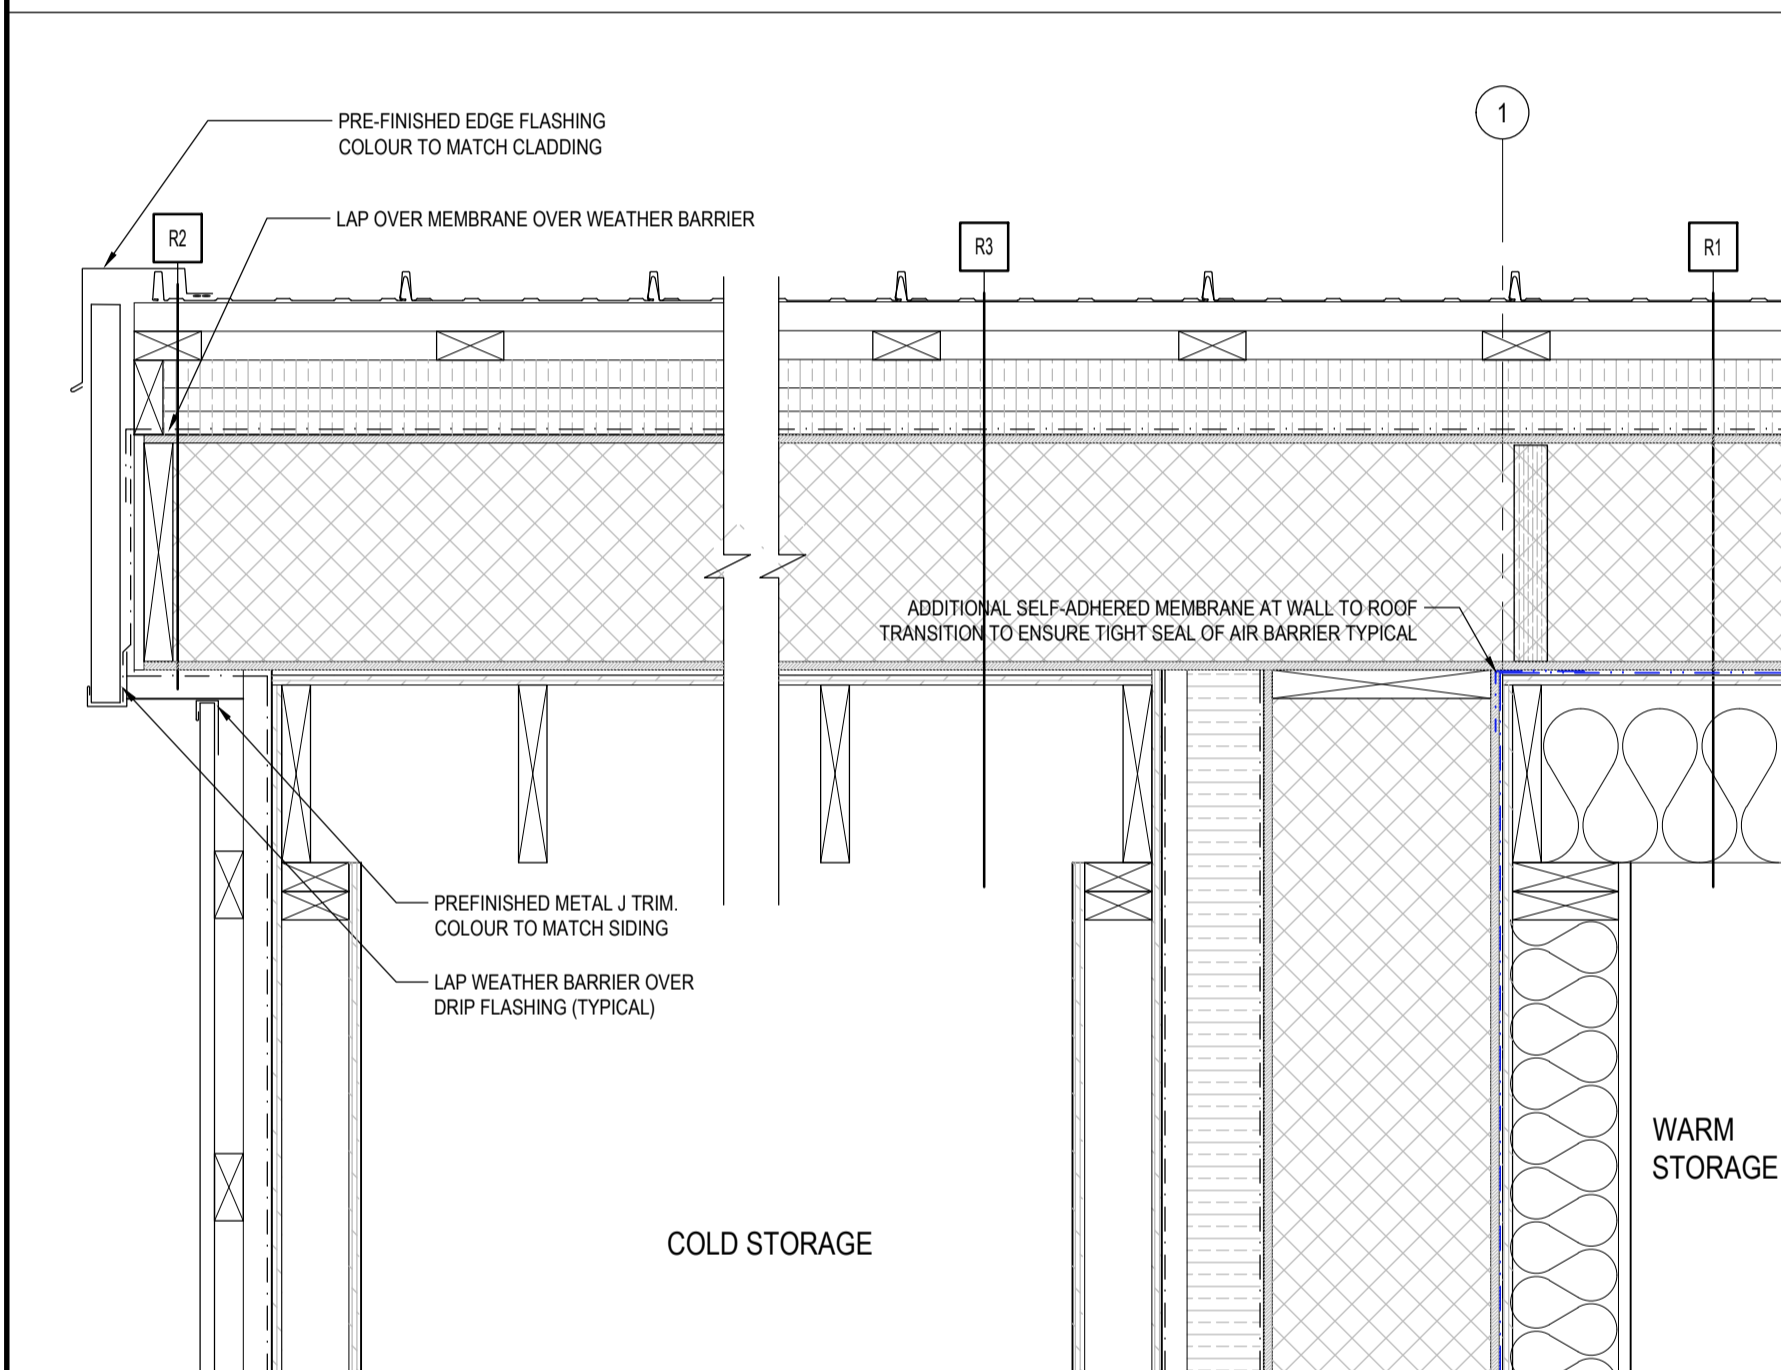 1
PRE-FINISHED EDGE FLASHING
COLOUR TO MATCH CLADDING
LAP OVER MEMBRANE OVER WEATHER BARRIER
R2
R3
R1
ADDITIONAL SELF-ADHERED MEMBRANE AT WALL TO ROOF
TRANSITION TO ENSURE TIGHT SEAL OF AIR BARRIER TYPICAL
PREFINISHED METAL J TRIM.
COLOUR TO MATCH SIDING
LAP WEATHER BARRIER OVER
DRIP FLASHING (TYPICAL)
WARM
STORAGE
COLD STORAGE